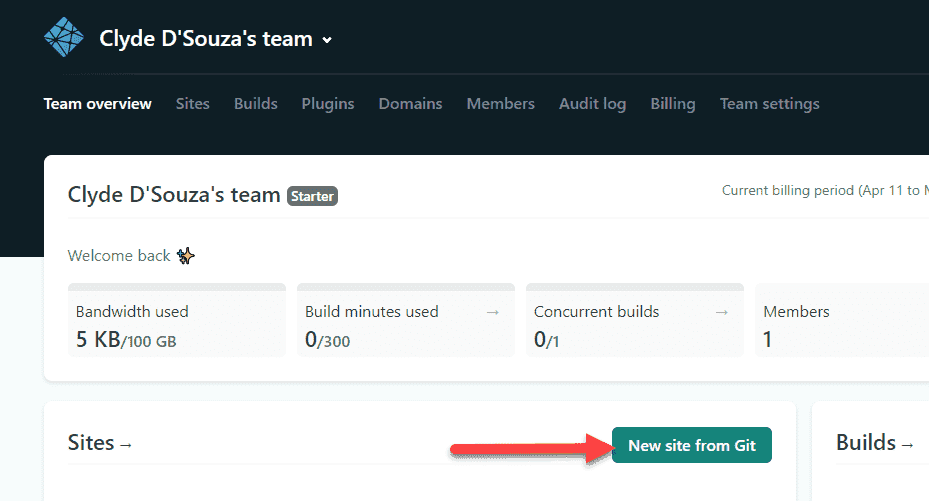 Clyde D'Souza's team
Team overview Sites Builds Plugins Domains Members Audit log Billing Team settings
Clyde D'Souza's team Starter
Current billing period (Apr 11 to
Welcome back
Bandwidth used
5 KB/100 GB
Build minutes used →
0/300
Concurrent builds →
0/1
Members
1
Sites →
New site from Git
Builds →